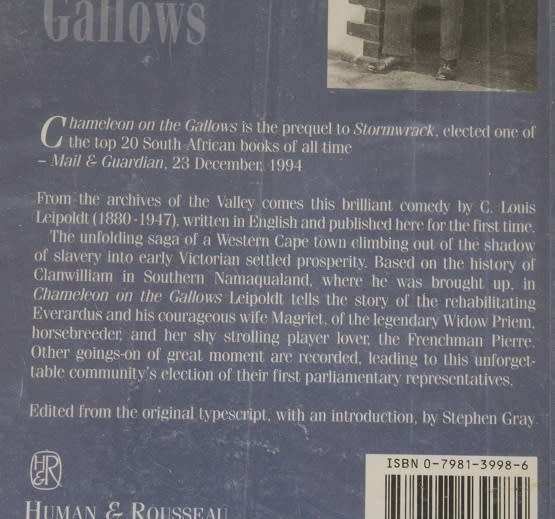 Gallows
Chameleon on the Gallows is the prequel to Stormwrack, elected one of
the top 20 South African books of all time
– Mail & Guardian, 23 December, 1994
From the archives of the Valley comes this brilliant comedy by C. Louis
Leipoldt (1880-1947), written in English and published here for the first time.
The unfolding saga of a Western Cape town climbing out of the shadow
of slavery into early Victorian settled prosperity. Based on the history of
Clanwilliam in Southern Namaqualand, where he was brought up, in
Chameleon on the Gallows Leipoldt tells the story of the rehabilitating
Everardus and his courageous wife Magriet, of the legendary Widow Priem,
horsebreeder, and her shy strolling player lover, the Frenchman Pierre.
Other goings-on of great moment are recorded, leading to this unforget-
table community's election of their first parliamentary representatives.
Edited from the original typescript, with an introduction, by Stephen Gray
H&R
ISBN 0-7981-3998-6
HUMAN & ROUSSEAU